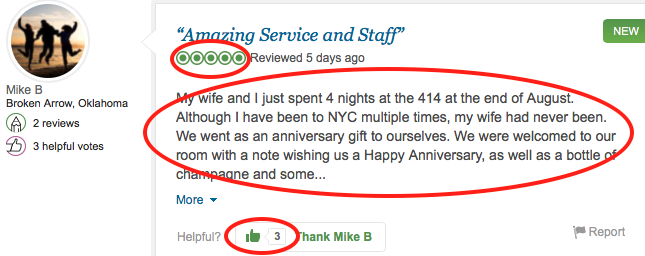 “Amazing Service and Staff”
NEW
Reviewed 5 days ago
Mike B
Broken Arrow, Oklahoma
2 reviews
3 helpful votes
My wife and I just spent 4 nights at the 414 at the end of August.
Although I have been to NYC multiple times, my wife had never been.
We went as an anniversary gift to ourselves. We were welcomed to our
room with a note wishing us a Happy Anniversary, as well as a bottle of
champagne and some...
More
Helpful?
3
Thank Mike B
Report